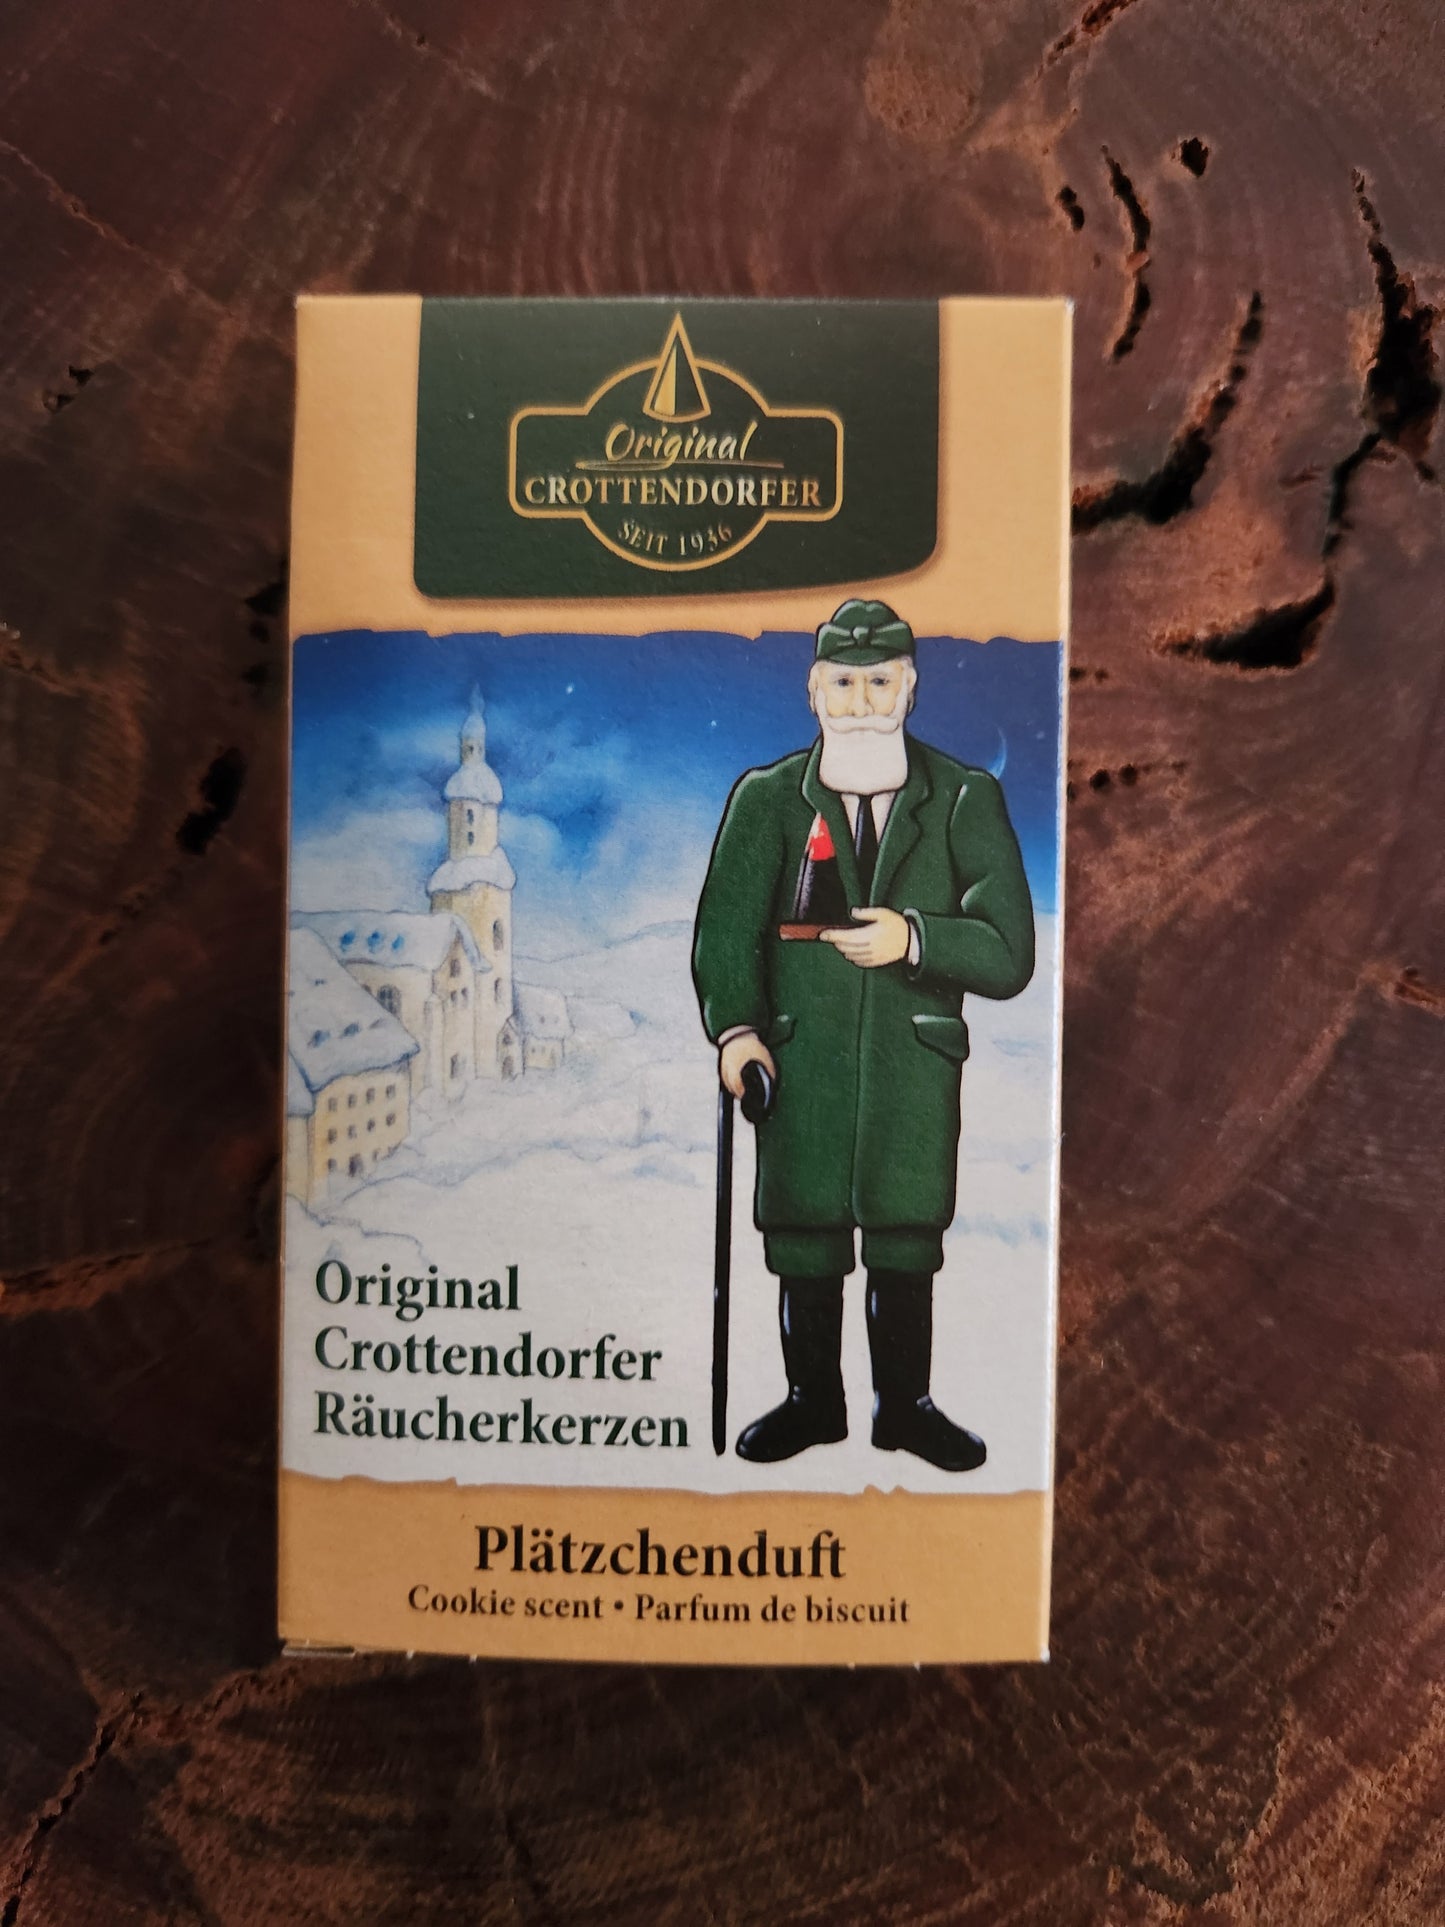 Original
CROTTENDORFER
SEIT 1936
Original
Crottendorfer
Räucherkerzen
Plätzchenduft
Cookie scent • Parfum de biscuit